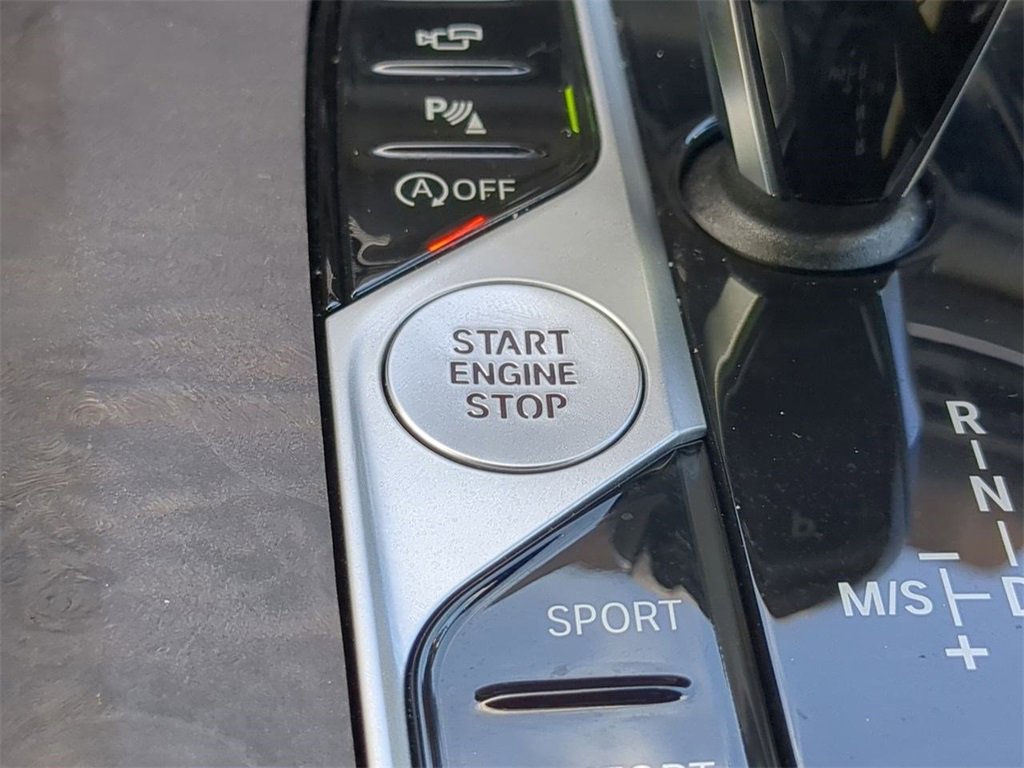 P
A OFF
START
ENGINE
STOP
R
N
M/S
D
+
SPORT